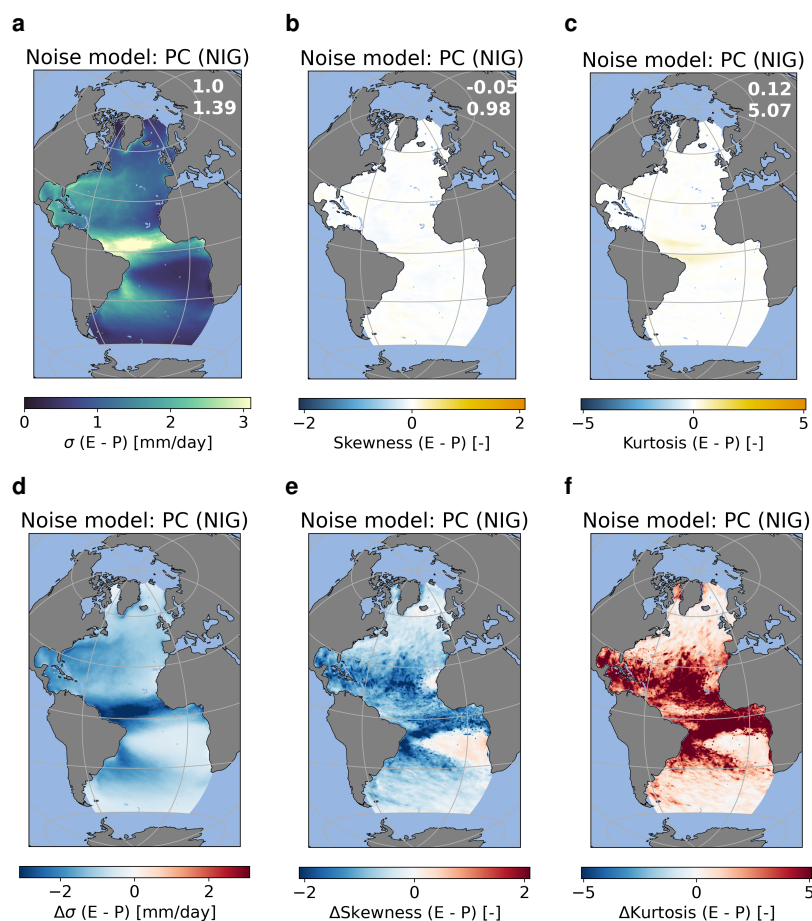 a
Noise model: PC (NIG)
1.0
1.39
0 1 2 3
σ (E - P) [mm/day]
b
Noise model: PC (NIG)
-0.05
0.98
−2 0 2
Skewness (E - P) [-]
c
Noise model: PC (NIG)
0.12
5.07
−5 0 5
Kurtosis (E - P) [-]
d
Noise model: PC (NIG)
−2 0 2
Δσ (E - P) [mm/day]
e
Noise model: PC (NIG)
−2 0 2
ΔSkewness (E - P) [-]
f
Noise model: PC (NIG)
−5 0 5
ΔKurtosis (E - P) [-]